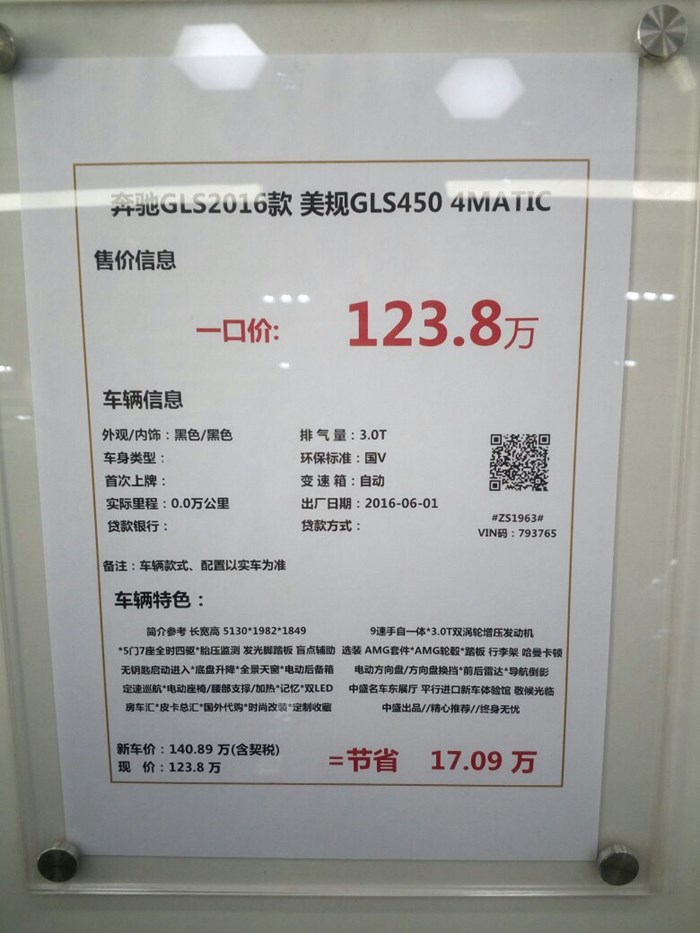 奔驰GLS2016款 美规GLS450 4MATIC
售价信息
一口价: 123.8万
车辆信息
外观/内饰：黑色/黑色 排 气 量：3.0T
车身类型： 环保标准：国V
首次上牌： 变 速 箱：自动
实际里程：0.0万公里 出厂日期：2016-06-01
贷款银行： 贷款方式：
#ZS1963#
VIN码：793765
备注：车辆款式、配置以实车为准
车辆特色：
简介参考 长宽高 5130*1982*1849 9速手自一体*3.0T双涡轮增压发动机
*5门7座全时四驱*胎压监测 发光脚踏板 盲点辅助 选装 AMG套件*AMG轮毂*踏板 行李架 哈曼卡顿
无钥匙启动进入*底盘升降*全景天窗*电动后备箱 电动方向盘/方向盘换挡*前后雷达*导航倒影
定速巡航*电动座椅/腰部支撑/加热*记忆*双LED 中盛名车东展厅 平行进口新车体验馆 敬候光临
房车汇*皮卡总汇*国外代购*时尚改装*定制收藏 中盛出品//精心推荐//终身无忧
新车价：140.89 万(含契税)
现 价：123.8 万 =节省 17.09 万